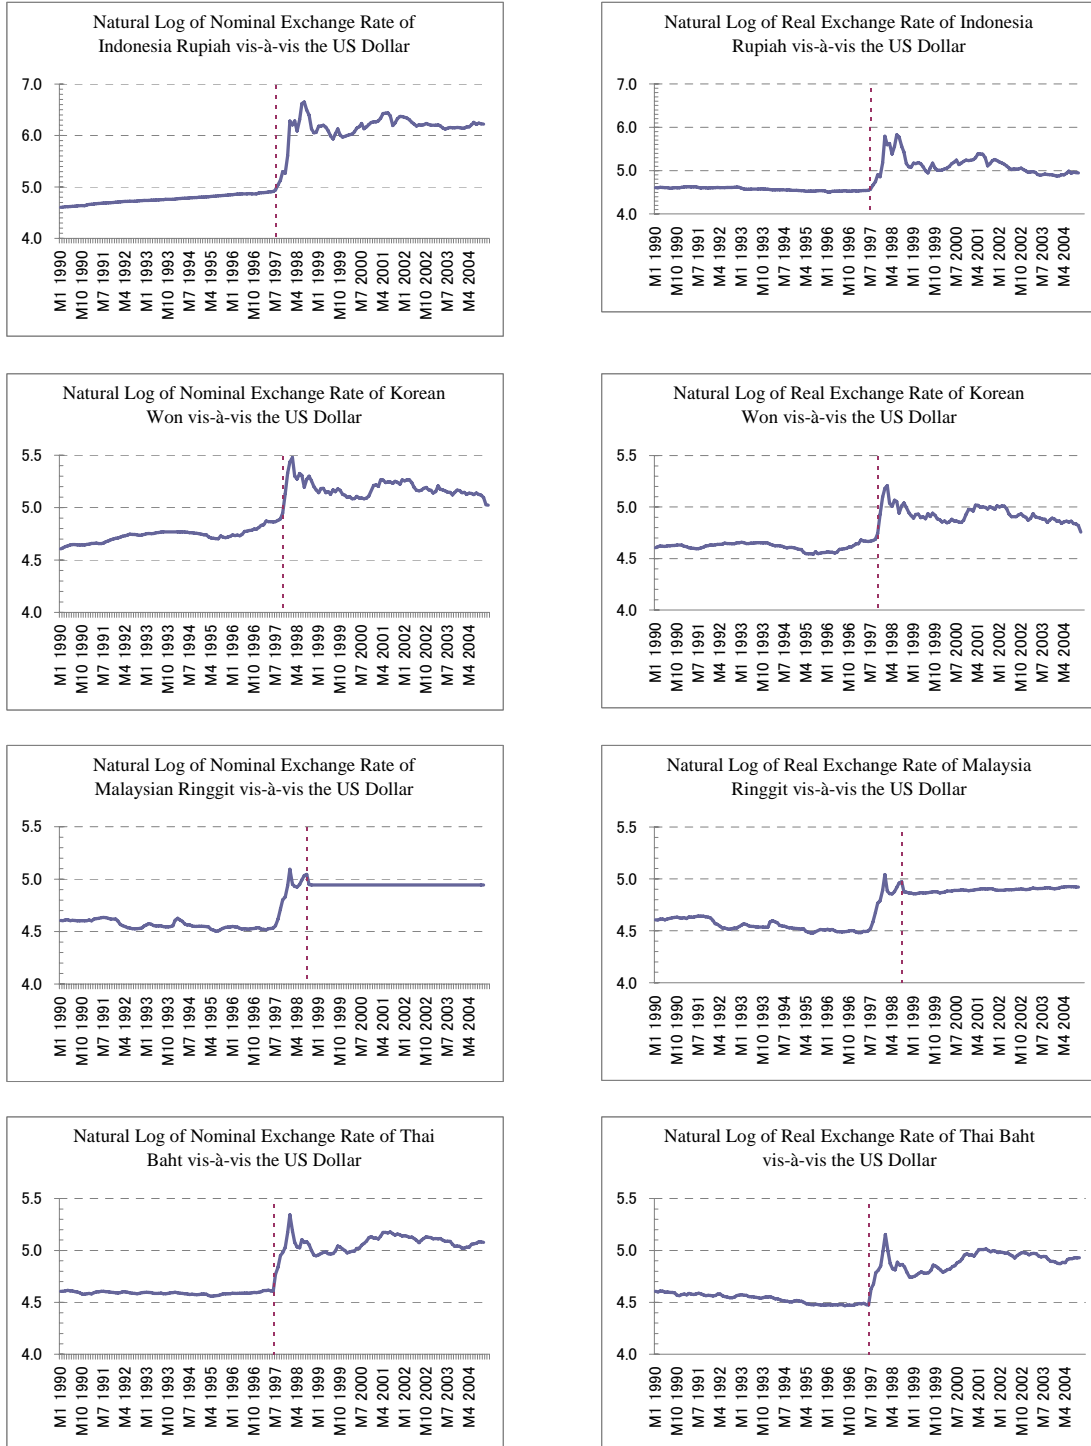 Natural Log of Nominal Exchange Rate of
Indonesia Rupiah vis-à-vis the US Dollar
7.0
6.0
5.0
4.0
M1 1990
M10 1990
M7 1991
M4 1992
M1 1993
M10 1993
M7 1994
M4 1995
M1 1996
M10 1996
M7 1997
M4 1998
M1 1999
M10 1999
M7 2000
M4 2001
M1 2002
M10 2002
M7 2003
M4 2004
Natural Log of Real Exchange Rate of Indonesia
Rupiah vis-à-vis the US Dollar
7.0
6.0
5.0
4.0
M1 1990
M10 1990
M7 1991
M4 1992
M1 1993
M10 1993
M7 1994
M4 1995
M1 1996
M10 1996
M7 1997
M4 1998
M1 1999
M10 1999
M7 2000
M4 2001
M1 2002
M10 2002
M7 2003
M4 2004
Natural Log of Nominal Exchange Rate of Korean
Won vis-à-vis the US Dollar
5.5
5.0
4.5
4.0
M1 1990
M10 1990
M7 1991
M4 1992
M1 1993
M10 1993
M7 1994
M4 1995
M1 1996
M10 1996
M7 1997
M4 1998
M1 1999
M10 1999
M7 2000
M4 2001
M1 2002
M10 2002
M7 2003
M4 2004
Natural Log of Real Exchange Rate of Korean
Won vis-à-vis the US Dollar
5.5
5.0
4.5
4.0
M1 1990
M10 1990
M7 1991
M4 1992
M1 1993
M10 1993
M7 1994
M4 1995
M1 1996
M10 1996
M7 1997
M4 1998
M1 1999
M10 1999
M7 2000
M4 2001
M1 2002
M10 2002
M7 2003
M4 2004
Natural Log of Nominal Exchange Rate of
Malaysian Ringgit vis-à-vis the US Dollar
5.5
5.0
4.5
4.0
M1 1990
M10 1990
M7 1991
M4 1992
M1 1993
M10 1993
M7 1994
M4 1995
M1 1996
M10 1996
M7 1997
M4 1998
M1 1999
M10 1999
M7 2000
M4 2001
M1 2002
M10 2002
M7 2003
M4 2004
Natural Log of Real Exchange Rate of Malaysia
Ringgit vis-à-vis the US Dollar
5.5
5.0
4.5
4.0
M1 1990
M10 1990
M7 1991
M4 1992
M1 1993
M10 1993
M7 1994
M4 1995
M1 1996
M10 1996
M7 1997
M4 1998
M1 1999
M10 1999
M7 2000
M4 2001
M1 2002
M10 2002
M7 2003
M4 2004
Natural Log of Nominal Exchange Rate of Thai
Baht vis-à-vis the US Dollar
5.5
5.0
4.5
4.0
M1 1990
M10 1990
M7 1991
M4 1992
M1 1993
M10 1993
M7 1994
M4 1995
M1 1996
M10 1996
M7 1997
M4 1998
M1 1999
M10 1999
M7 2000
M4 2001
M1 2002
M10 2002
M7 2003
M4 2004
Natural Log of Real Exchange Rate of Thai Baht
vis-à-vis the US Dollar
5.5
5.0
4.5
4.0
M1 1990
M10 1990
M7 1991
M4 1992
M1 1993
M10 1993
M7 1994
M4 1995
M1 1996
M10 1996
M7 1997
M4 1998
M1 1999
M10 1999
M7 2000
M4 2001
M1 2002
M10 2002
M7 2003
M4 2004